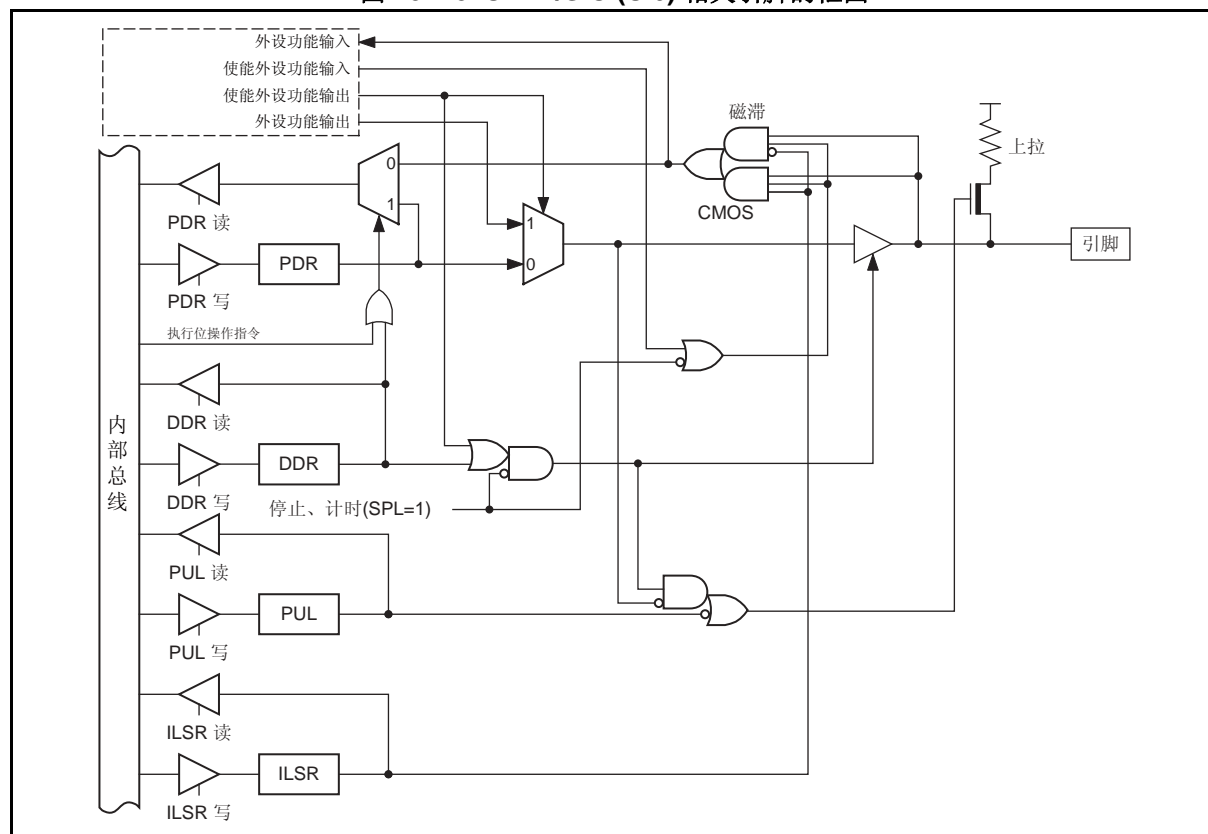 外设功能输入
使能外设功能输入
使能外设功能输出
外设功能输出
磁滞
上拉
0
1
CMOS
PDR 读
1
0
引脚
PDR
PDR 写
执行位操作指令
DDR 读
内部总线
DDR
DDR 写
停止、计时(SPL=1)
PUL 读
PUL
PUL 写
ILSR 读
ILSR
ILSR 写